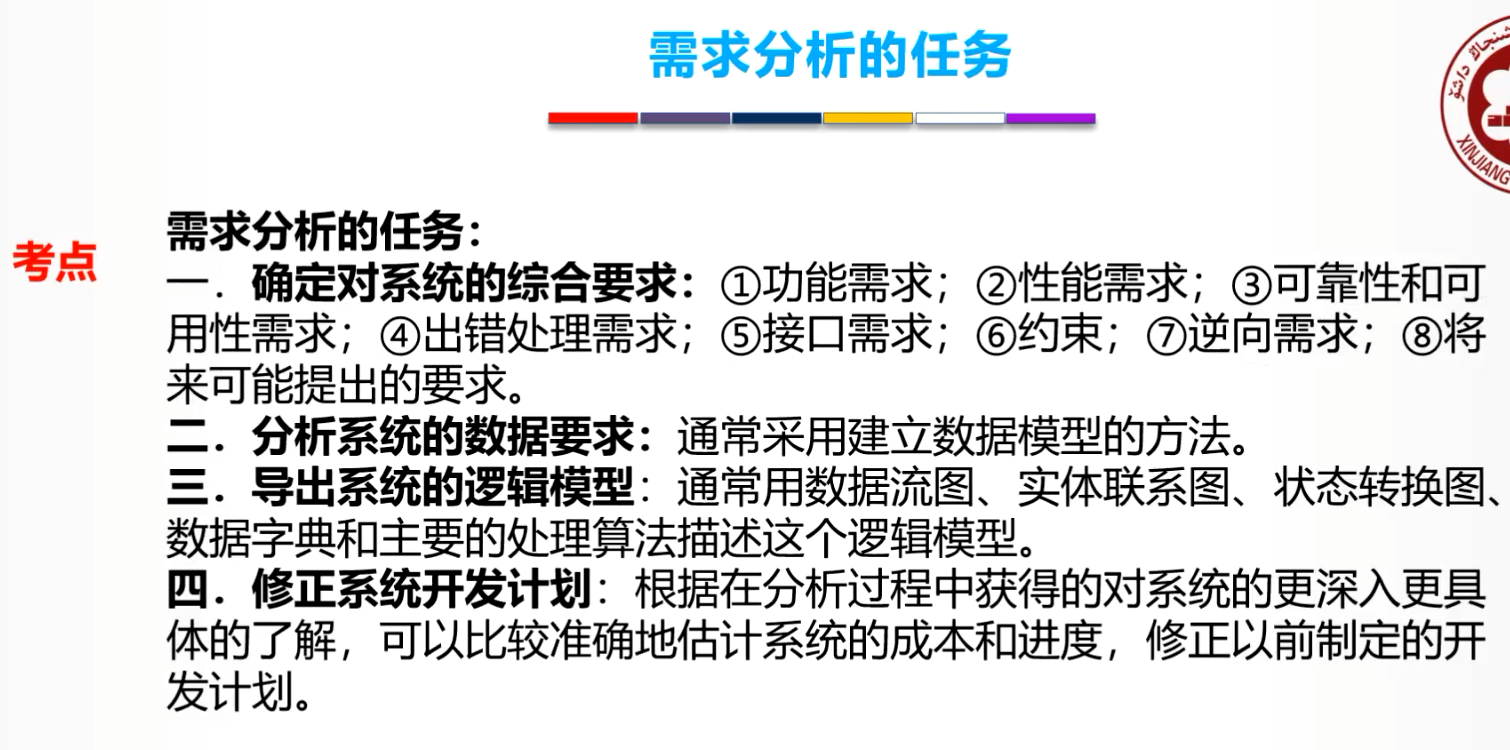 需求分析的任务
考点
需求分析的任务：
一．确定对系统的综合要求：①功能需求；②性能需求；③可靠性和可
用性需求；④出错处理需求；⑤接口需求；⑥约束；⑦逆向需求；⑧将
来可能提出的要求。
二．分析系统的数据要求：通常采用建立数据模型的方法。
三．导出系统的逻辑模型：通常用数据流图、实体联系图、状态转换图、
数据字典和主要的处理算法描述这个逻辑模型。
四．修正系统开发计划：根据在分析过程中获得的对系统的更深入更具
体的了解，可以比较准确地估计系统的成本和进度，修正以前制定的开
发计划。
XINJIANG